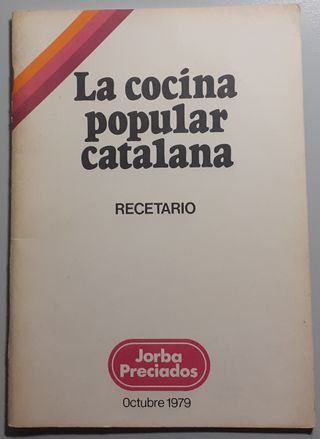 La cocina
popular
catalana
RECETARIO
Jorba
Preciados
Octubre 1979